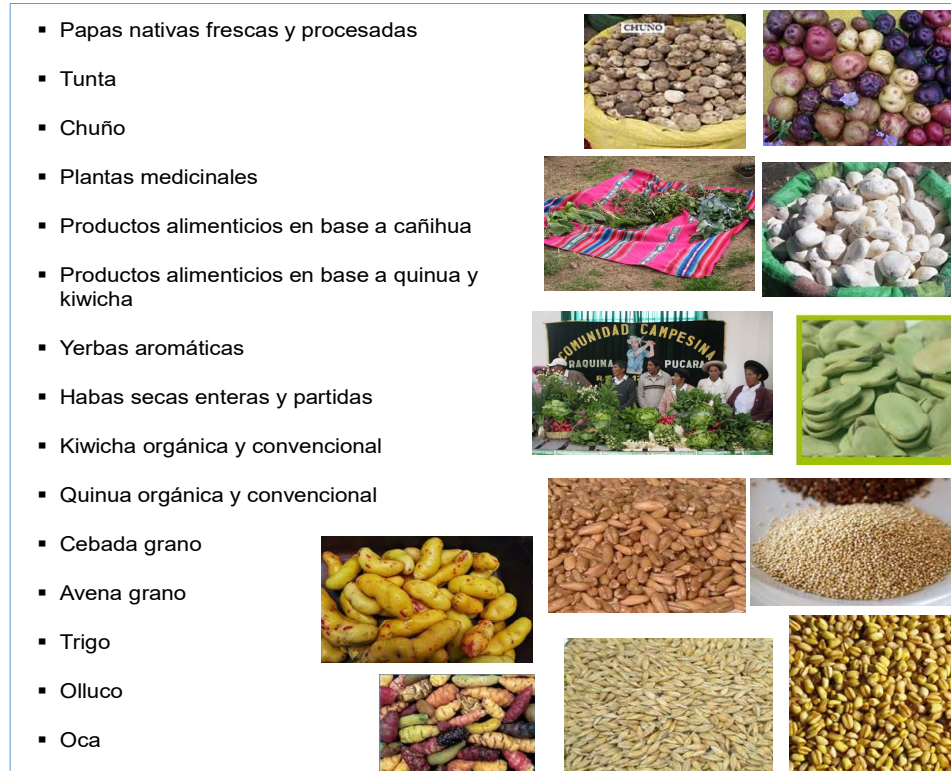 ▪ Papas nativas frescas y procesadas
▪ Tunta
▪ Chuño
▪ Plantas medicinales
▪ Productos alimenticios en base a cañihua
▪ Productos alimenticios en base a quinua y
kiwicha
▪ Yerbas aromáticas
▪ Habas secas enteras y partidas
▪ Kiwicha orgánica y convencional
▪ Quinua orgánica y convencional
▪ Cebada grano
▪ Avena grano
▪ Trigo
▪ Olluco
▪ Oca
CHUÑO
COMUNIDAD CAMPESINA
PUCARA